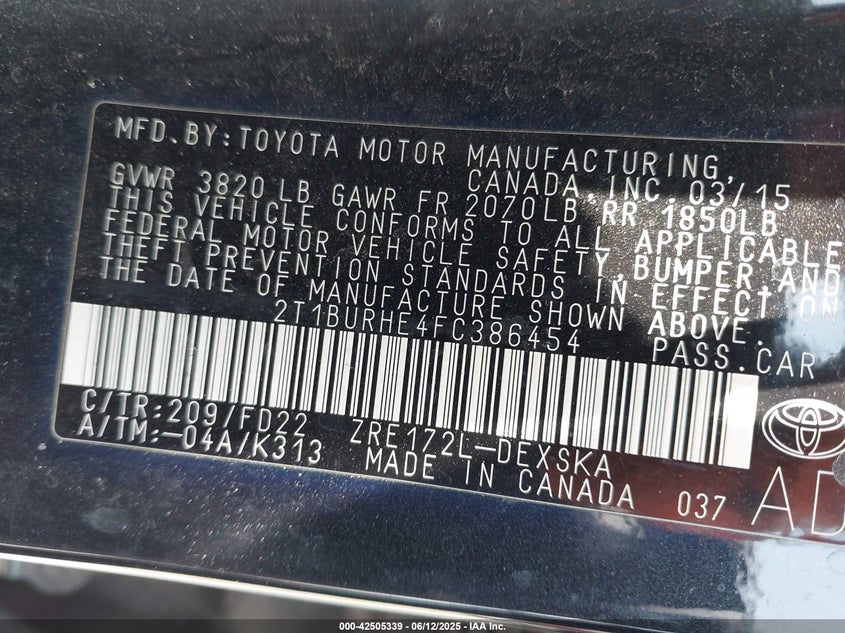 MFD. BY: TOYOTA MOTOR MANUFACTURING,
CANADA, INC. 03/15
GVWR 3820 LB GAWR FR 2070LB RR 1850LB
THIS VEHICLE CONFORMS TO ALL APPLICABLE
FEDERAL MOTOR VEHICLE SAFETY, BUMPER, AND
THEFT PREVENTION STANDARDS IN EFFECT ON
THE DATE OF MANUFACTURE SHOWN ABOVE.
2T1BURHE4FC386454 PASS. CAR
C/TR: 209/FD22 ZRE172L-DEXSKA
A/TM: -04A/K313 MADE IN CANADA 037
AD
000-42505339 - 06/12/2025 - IAA Inc.